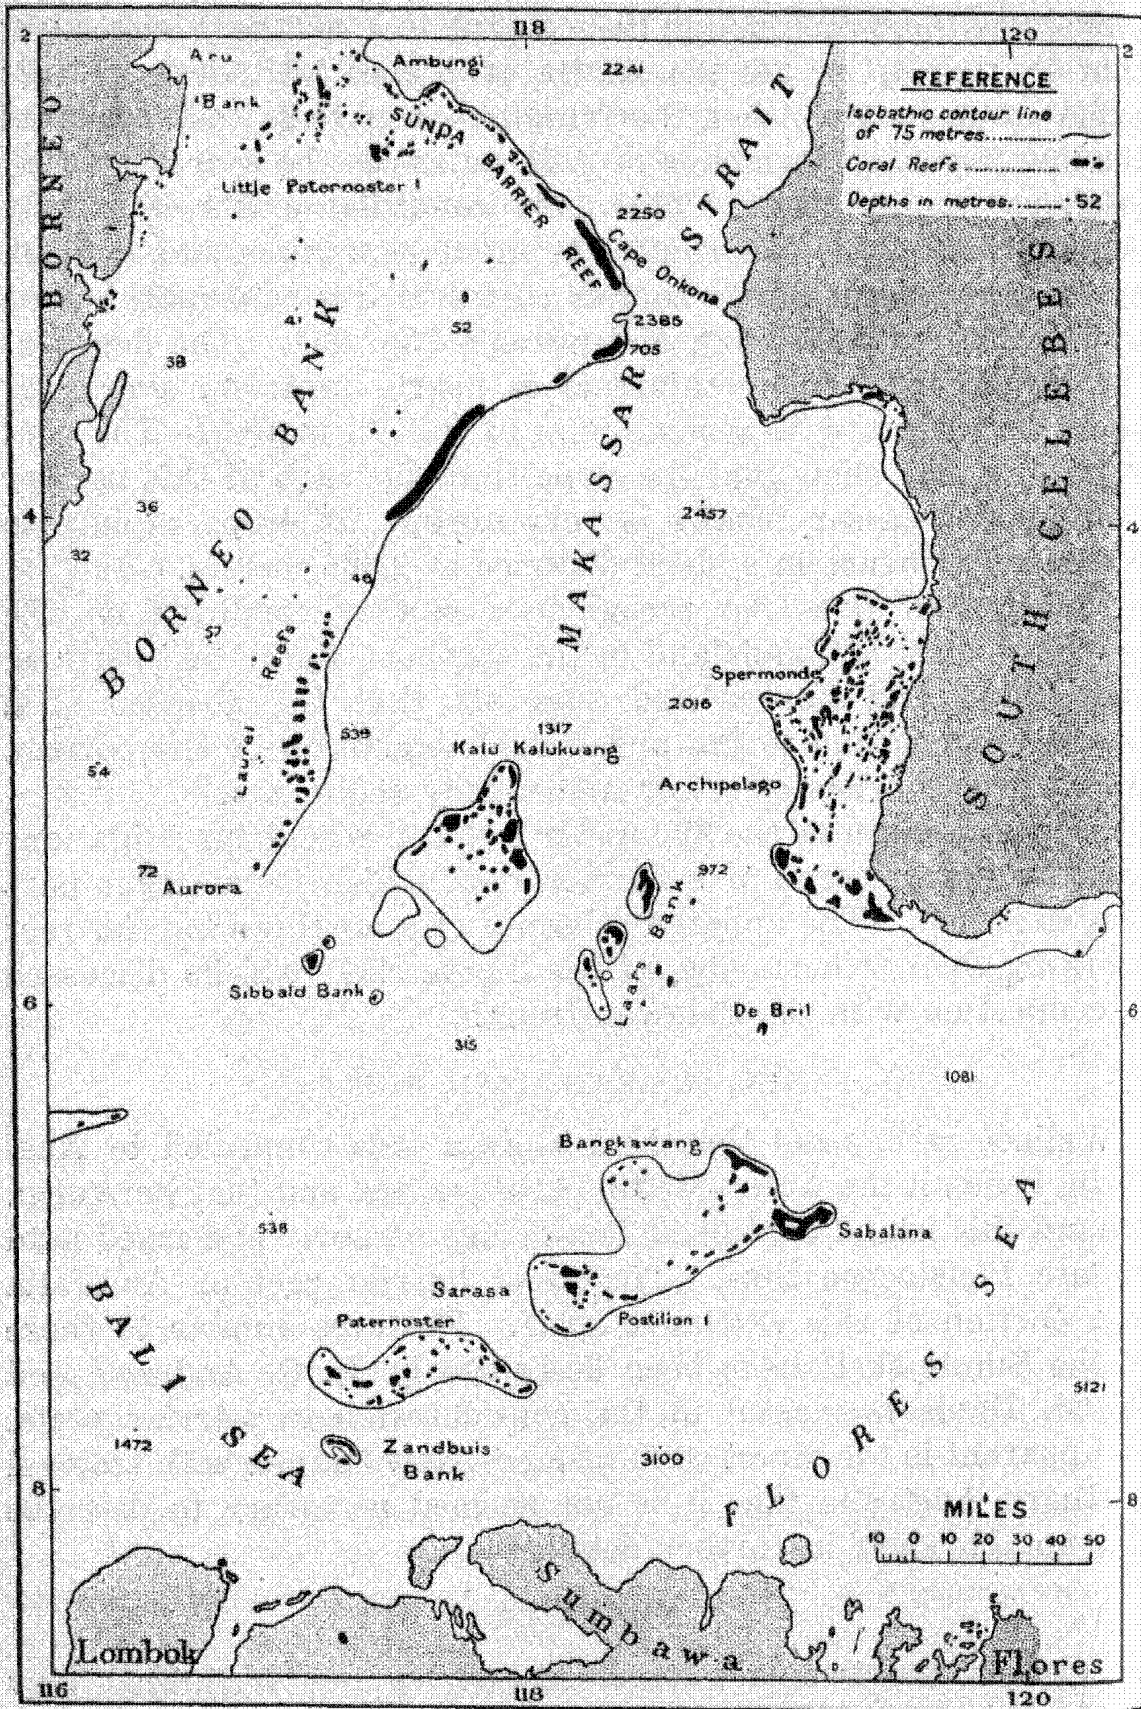 118
120
2
2
Aru
Bank
Ambungi
2241
REFERENCE
Isobathic contour line
of 75 metres
Coral Reefs
Depths in metres 52
BORNEO
SUNDA
BARRIER
REEF
Little Paternoster I
2250
STRAIT
Cape Onkona
2385
705
41
52
38
BORNEO BANK
MAKASSAR
SOUTH CELEBES
36
4
4
32
2457
46
57
Laurel Reefs
Spermonde
2016
539
1317
Kalu Kalukuang
54
Archipelago
72
Aurora
972
Laars Bank
Sibbald Bank
6
6
De Bril
315
1081
Bangkawang
538
Sabalana
Sarasa
Postilion I
Paternoster
BALI SEA
FLORES SEA
5121
1472
Zandbuis
Bank
3100
8
8
MILES
10 0 10 20 30 40 50
Lombok
Sumbawa
Flores
116
118
120